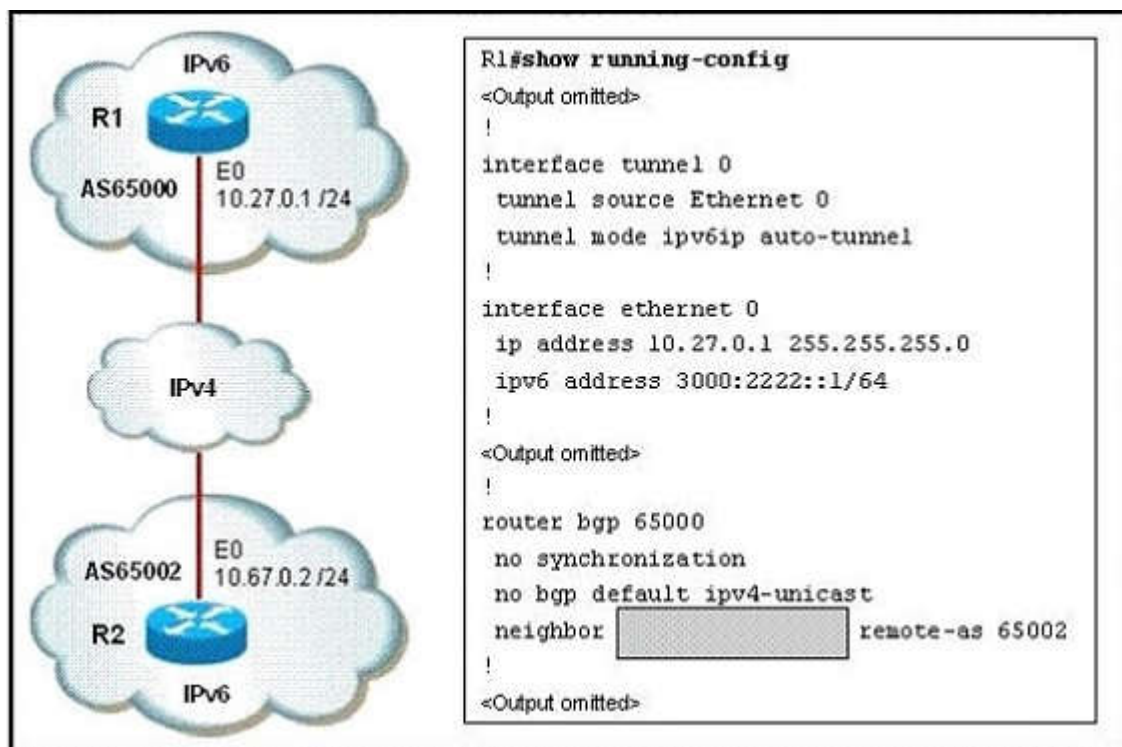 IPv6
R1
AS65000
E0
10.27.0.1 /24
IPv4
AS65002
E0
10.67.0.2 /24
R2
IPv6
R1#show running-config
<Output omitted>
!
interface tunnel 0
tunnel source Ethernet 0
tunnel mode ipv6ip auto-tunnel
!
interface ethernet 0
ip address 10.27.0.1 255.255.255.0
ipv6 address 3000:2222::1/64
!
<Output omitted>
!
router bgp 65000
no synchronization
no bgp default ipv4-unicast
neighbor remote-as 65002
!
<Output omitted>